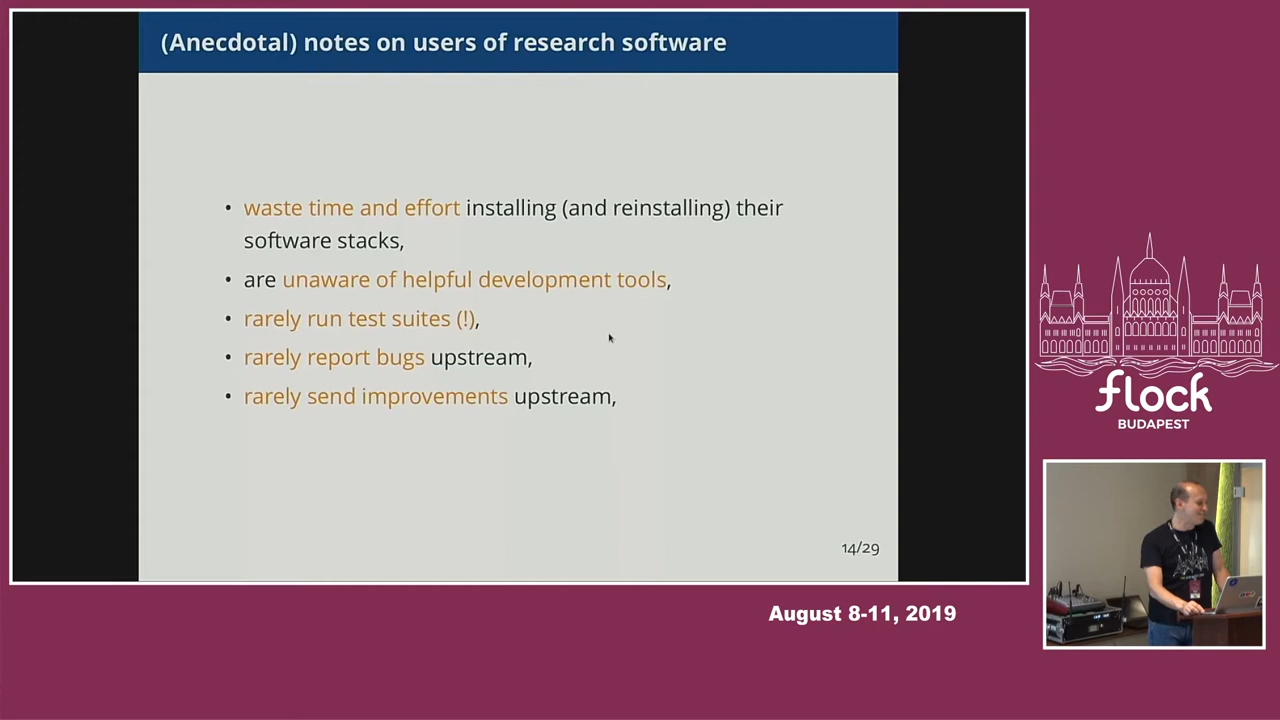 (Anecdotal) notes on users of research software
• waste time and effort installing (and reinstalling) their
software stacks,
• are unaware of helpful development tools,
• rarely run test suites (!),
• rarely report bugs upstream,
• rarely send improvements upstream,
14/29
flock
BUDAPEST
August 8-11, 2019